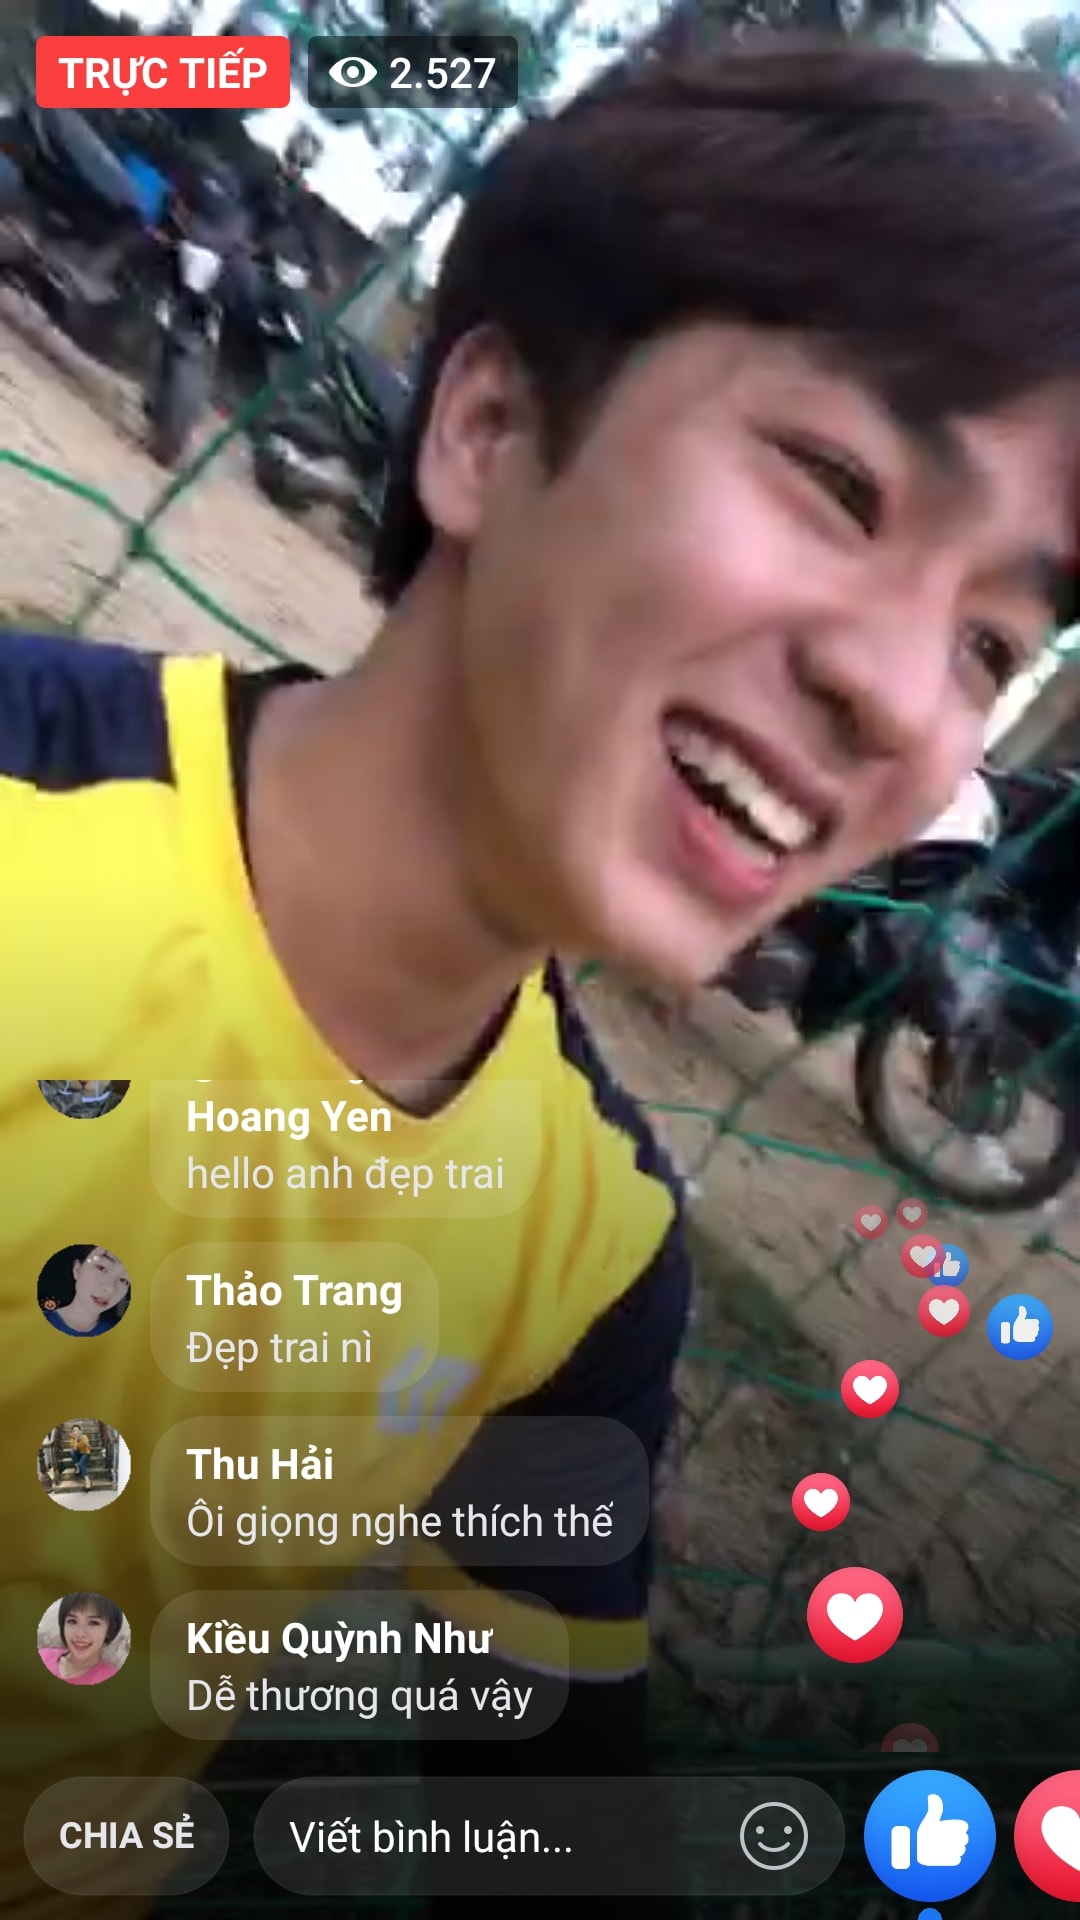 TRỰC TIẾP
2.527
Hoang Yen
hello anh đẹp trai
Thảo Trang
Đẹp trai nì
Thu Hải
Ôi giọng nghe thích thế
Kiều Quỳnh Như
Dễ thương quá vậy
CHIA SẺ
Viết bình luận...